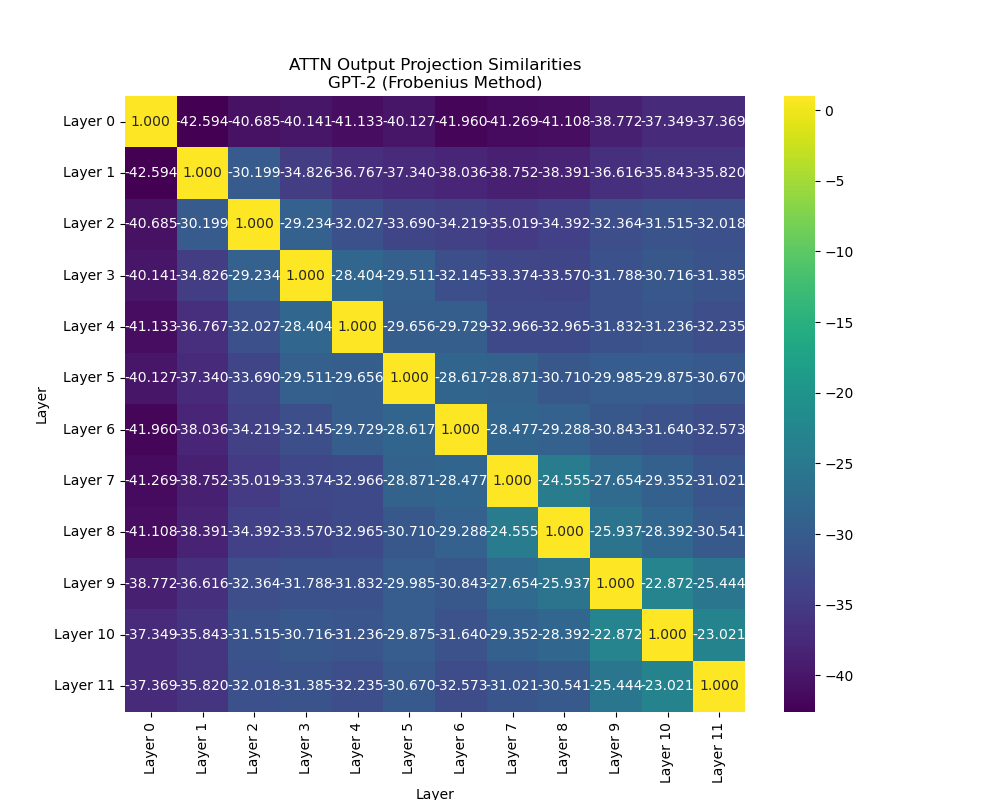 ATTN Output Projection Similarities
GPT-2 (Frobenius Method)
Layer 0 1.000 -42.594 -40.685 -40.141 -41.133 -40.127 -41.960 -41.269 -41.108 -38.772 -37.349 -37.369
Layer 1 -42.594 1.000 -30.199 -34.826 -36.767 -37.340 -38.036 -38.752 -38.391 -36.616 -35.843 -35.820
Layer 2 -40.685 -30.199 1.000 -29.234 -32.027 -33.690 -34.219 -35.019 -34.392 -32.364 -31.515 -32.018
Layer 3 -40.141 -34.826 -29.234 1.000 -28.404 -29.511 -32.145 -33.374 -33.570 -31.788 -30.716 -31.385
Layer 4 -41.133 -36.767 -32.027 -28.404 1.000 -29.656 -29.729 -32.966 -32.965 -31.832 -31.236 -32.235
Layer 5 -40.127 -37.340 -33.690 -29.511 -29.656 1.000 -28.617 -28.871 -30.710 -29.985 -29.875 -30.670
Layer 6 -41.960 -38.036 -34.219 -32.145 -29.729 -28.617 1.000 -28.477 -29.288 -30.843 -31.640 -32.573
Layer 7 -41.269 -38.752 -35.019 -33.374 -32.966 -28.871 -28.477 1.000 -24.555 -27.654 -29.352 -31.021
Layer 8 -41.108 -38.391 -34.392 -33.570 -32.965 -30.710 -29.288 -24.555 1.000 -25.937 -28.392 -30.541
Layer 9 -38.772 -36.616 -32.364 -31.788 -31.832 -29.985 -30.843 -27.654 -25.937 1.000 -22.872 -25.444
Layer 10 -37.349 -35.843 -31.515 -30.716 -31.236 -29.875 -31.640 -29.352 -28.392 -22.872 1.000 -23.021
Layer 11 -37.369 -35.820 -32.018 -31.385 -32.235 -30.670 -32.573 -31.021 -30.541 -25.444 -23.021 1.000
Layer
Layer 0 Layer 1 Layer 2 Layer 3 Layer 4 Layer 5 Layer 6 Layer 7 Layer 8 Layer 9 Layer 10 Layer 11
Layer
0
−5
−10
−15
−20
−25
−30
−35
−40